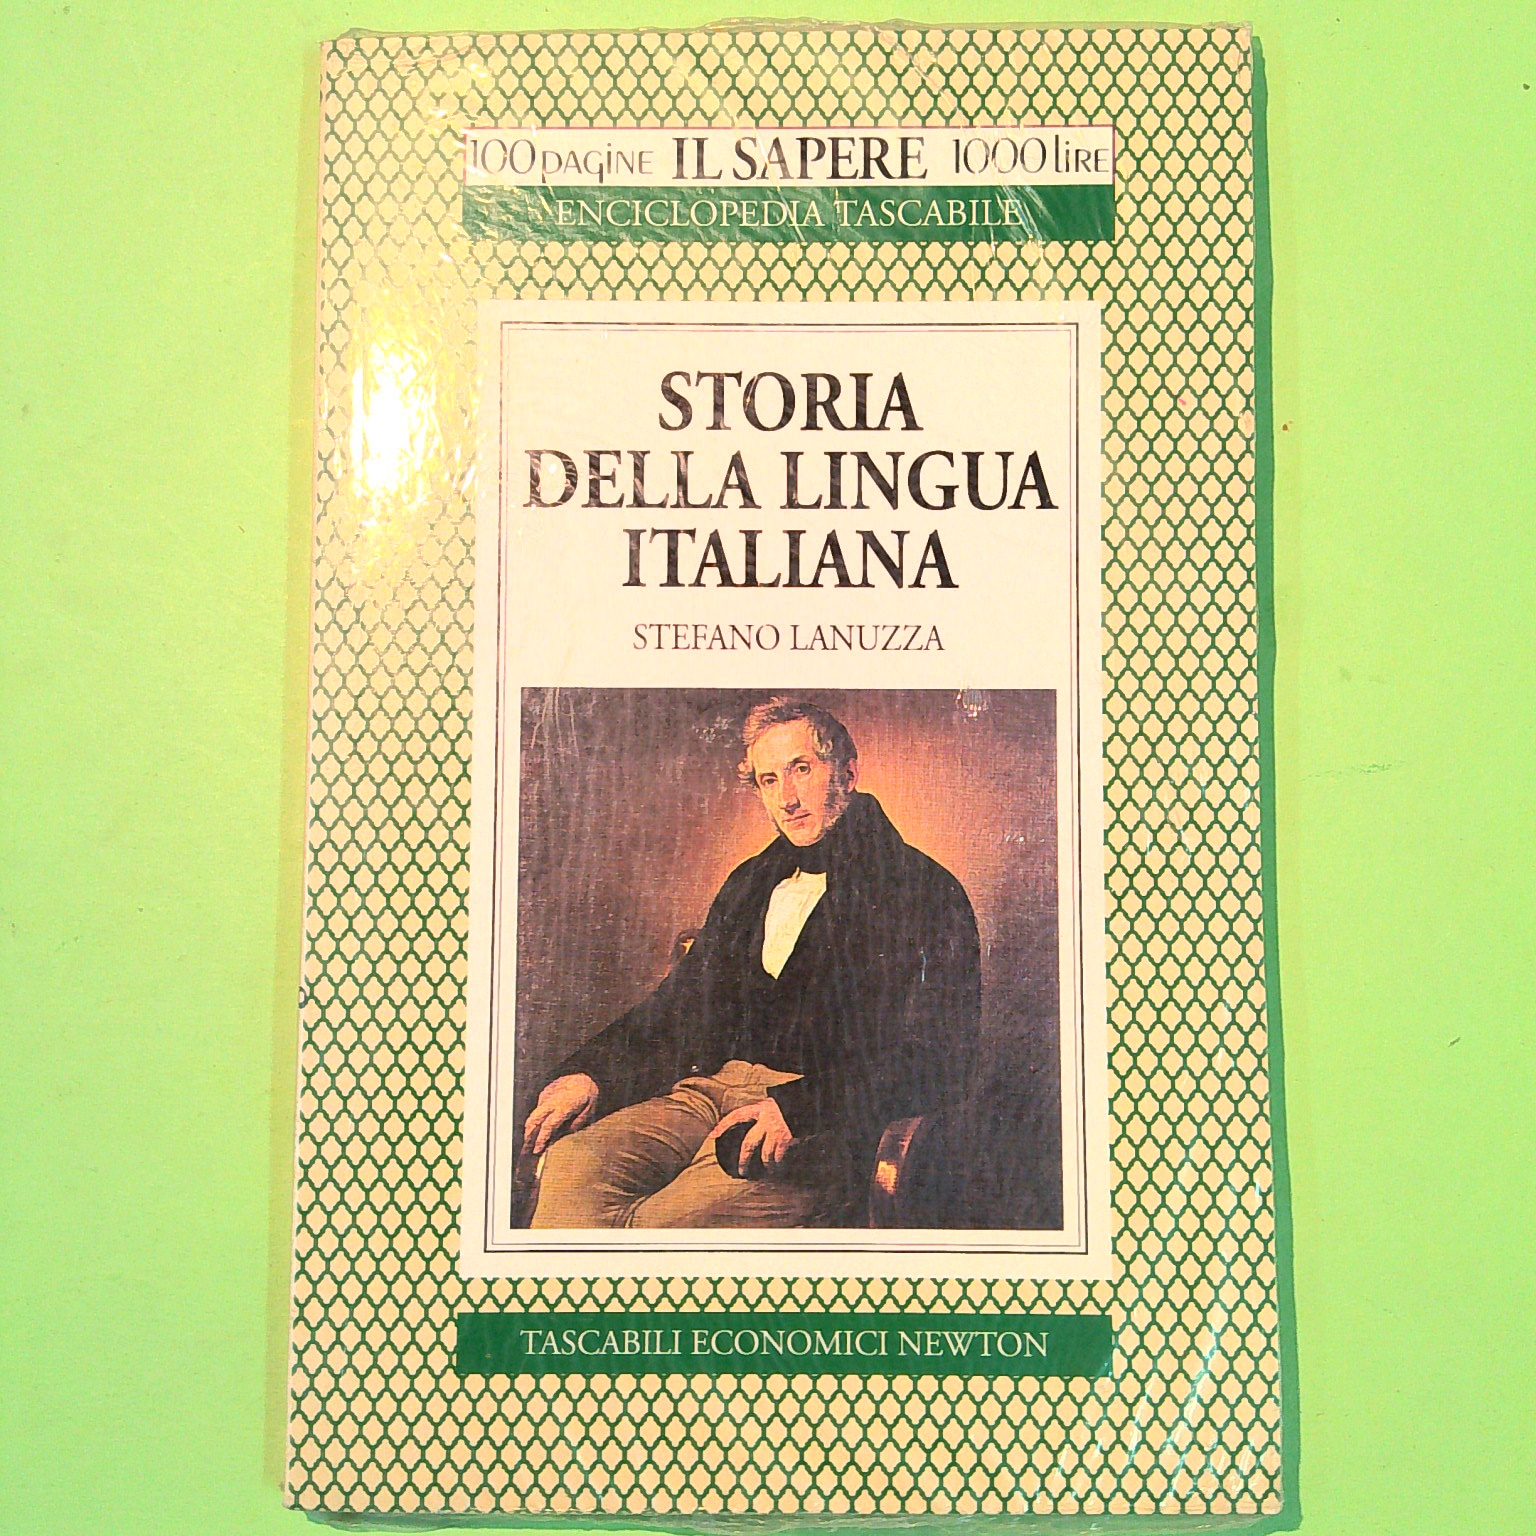 100 pagine IL SAPERE 1000 lire
ENCICLOPEDIA TASCABILE
STORIA
DELLA LINGUA
ITALIANA
STEFANO LANUZZA
TASCABILI ECONOMICI NEWTON